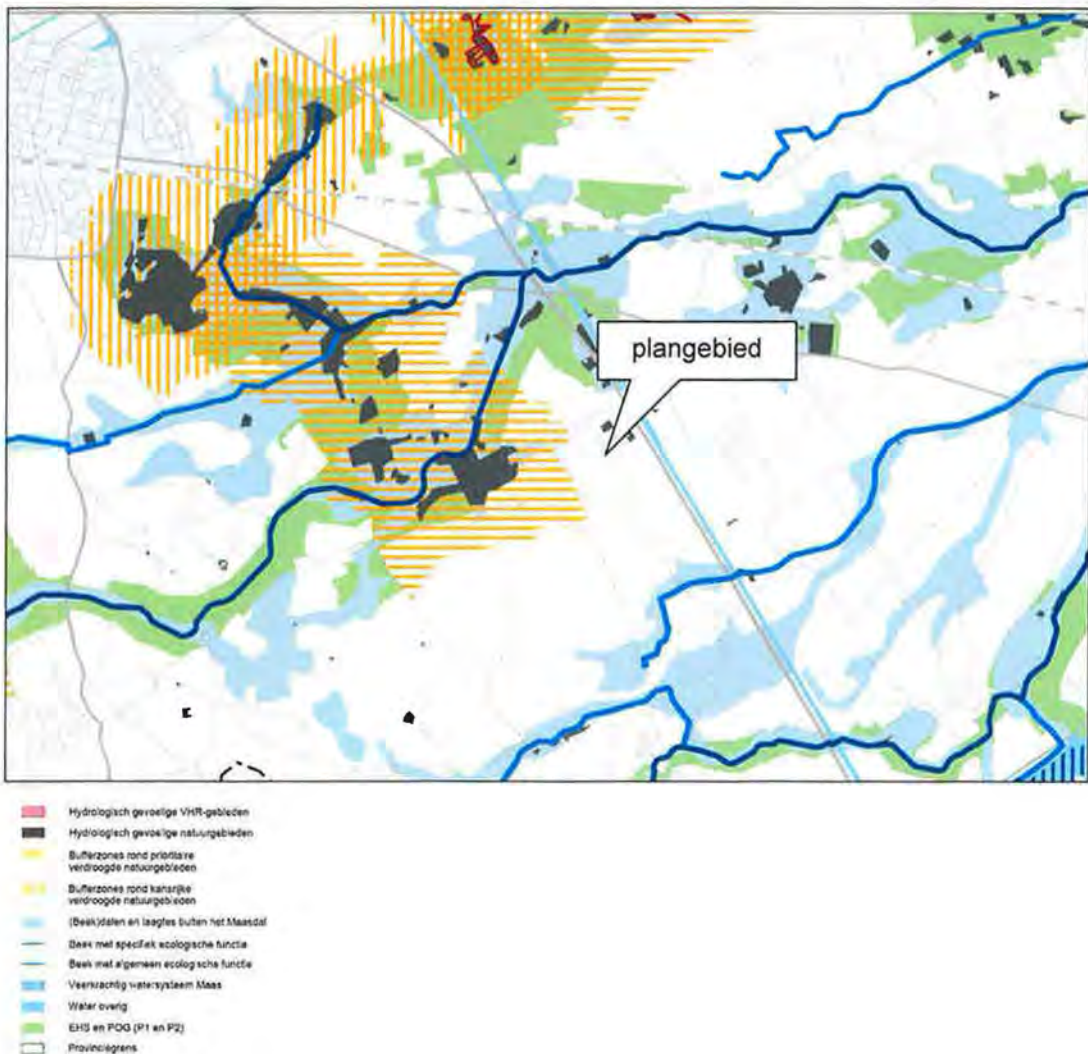 plangebied
Hydrologisch gevoelige VHR-gebieden
Hydrologisch gevoelige natuurgebieden
Bufferzones rond prioritaire
verdroogde natuurgebieden
Bufferzones rond kansrijke
verdroogde natuurgebieden
(Beek)dalen en laagtes buiten het Maasdal
Beek met specifiek ecologische functie
Beek met algemeen ecologische functie
Veerkrachtig watersysteem Maas
Water overig
EHS en POG (P1 en P2)
Provinciegrens